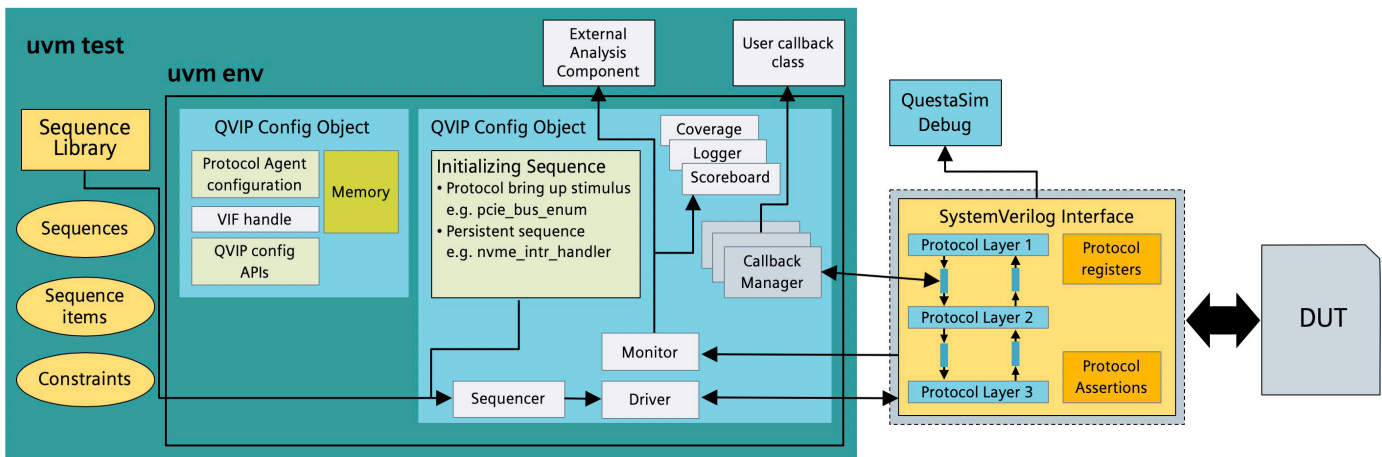 uvm test
uvm env
External
Analysis
Component
User callback
class
Sequence
Library
Sequences
Sequence
items
Constraints
QVIP Config Object
Protocol Agent
configuration
Memory
VIF handle
QVIP config
APIs
QVIP Config Object
Initializing Sequence
• Protocol bring up stimulus
e.g. pcie_bus_enum
• Persistent sequence
e.g. nvme_intr_handler
Coverage
Logger
Scoreboard
Callback
Manager
Monitor
Sequencer
Driver
QuestaSim
Debug
SystemVerilog Interface
Protocol Layer 1
Protocol
registers
Protocol Layer 2
Protocol
Assertions
Protocol Layer 3
DUT